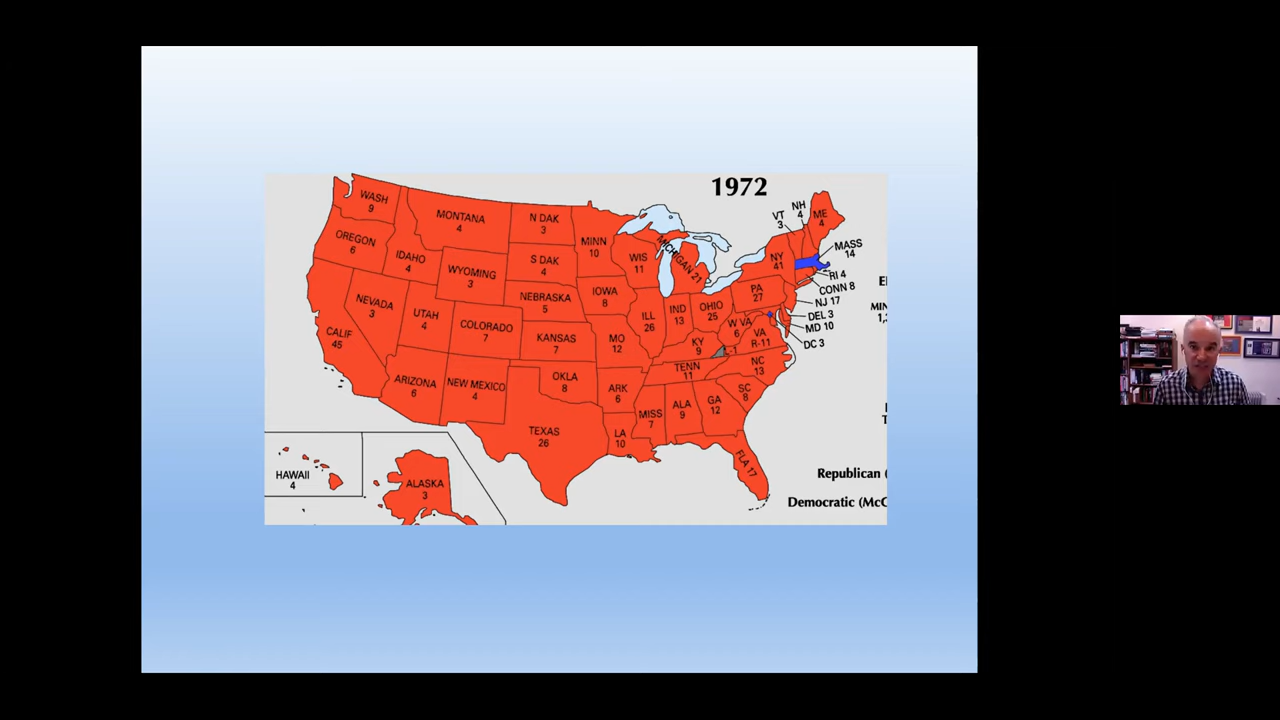 1972
WASH
9
OREGON
6
CALIF
45
NEVADA
3
IDAHO
4
MONTANA
4
WYOMING
3
UTAH
4
ARIZONA
6
COLORADO
7
NEW MEXICO
4
N DAK
3
S DAK
4
NEBRASKA
5
KANSAS
7
OKLA
8
TEXAS
26
MINN
10
IOWA
8
MO
12
ARK
6
LA
10
WIS
11
ILL
26
MICHIGAN 21
IND
13
OHIO
25
KY
9
TENN
11
MISS
7
ALA
9
GA
12
FLA 17
SC
8
NC
13
VA
R-11
-1
W VA
6
PA
27
NY
41
VT
3
NH
4
ME
4
MASS
14
RI 4
CONN 8
NJ 17
DEL 3
MD 10
DC 3
HAWAII
4
ALASKA
3
Republican (
Democratic (McC